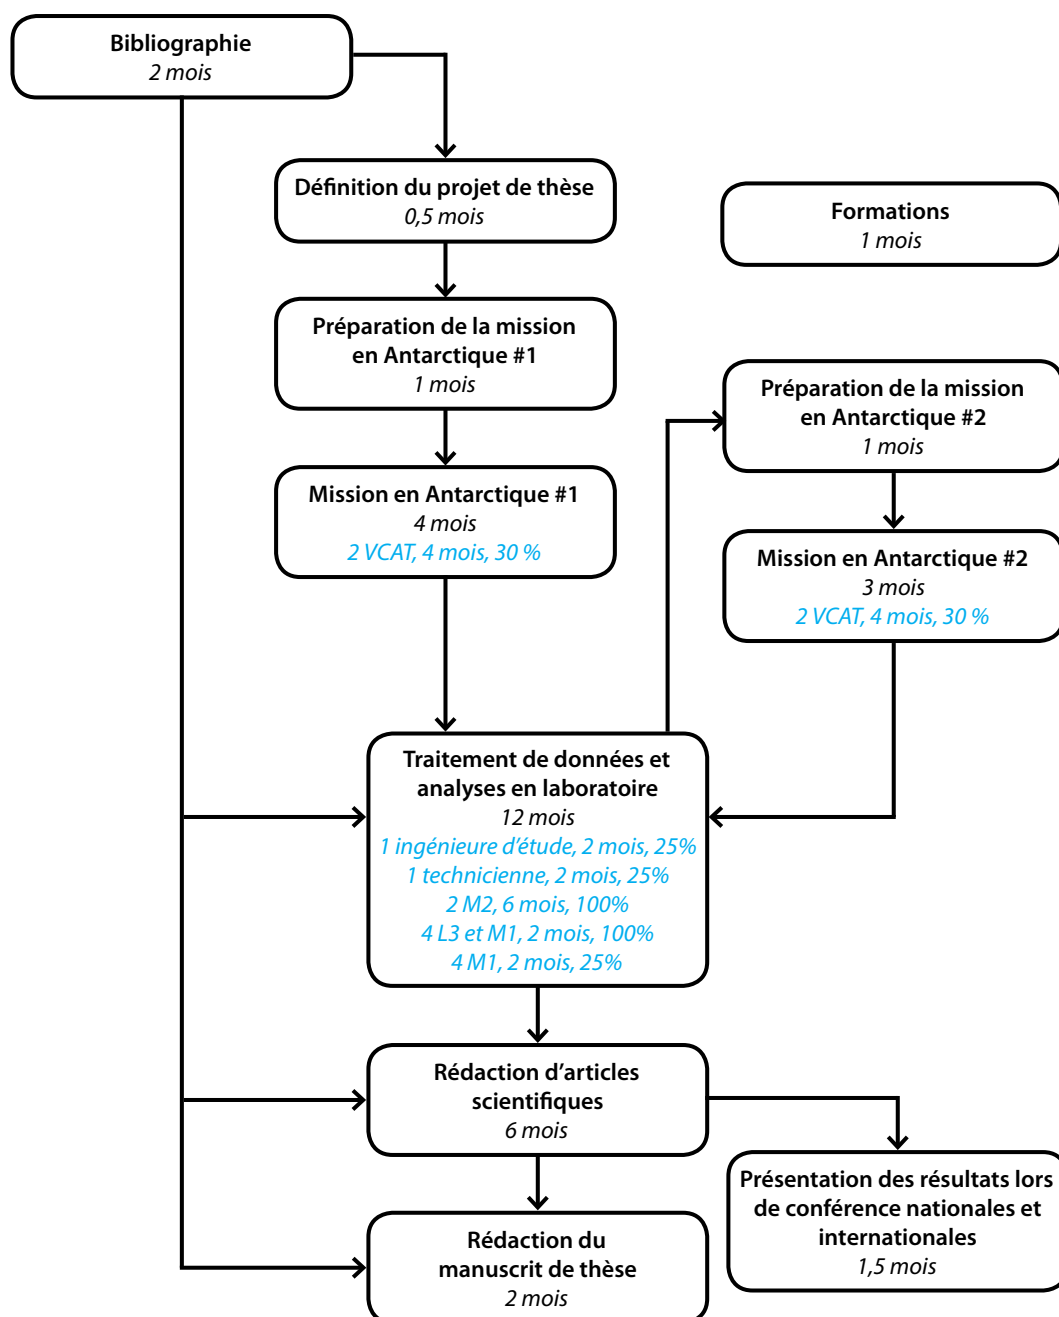 Bibliographie
2 mois
Définition du projet de thèse
0,5 mois
Formations
1 mois
Préparation de la mission
en Antarctique #1
1 mois
Préparation de la mission
en Antarctique #2
1 mois
Mission en Antarctique #1
4 mois
2 VCAT, 4 mois, 30 %
Mission en Antarctique #2
3 mois
2 VCAT, 4 mois, 30 %
Traitement de données et
analyses en laboratoire
12 mois
1 ingénieure d’étude, 2 mois, 25%
1 technicienne, 2 mois, 25%
2 M2, 6 mois, 100%
4 L3 et M1, 2 mois, 100%
4 M1, 2 mois, 25%
Rédaction d’articles
scientifiques
6 mois
Présentation des résultats lors
de conférence nationales et
internationales
1,5 mois
Rédaction du
manuscrit de thèse
2 mois